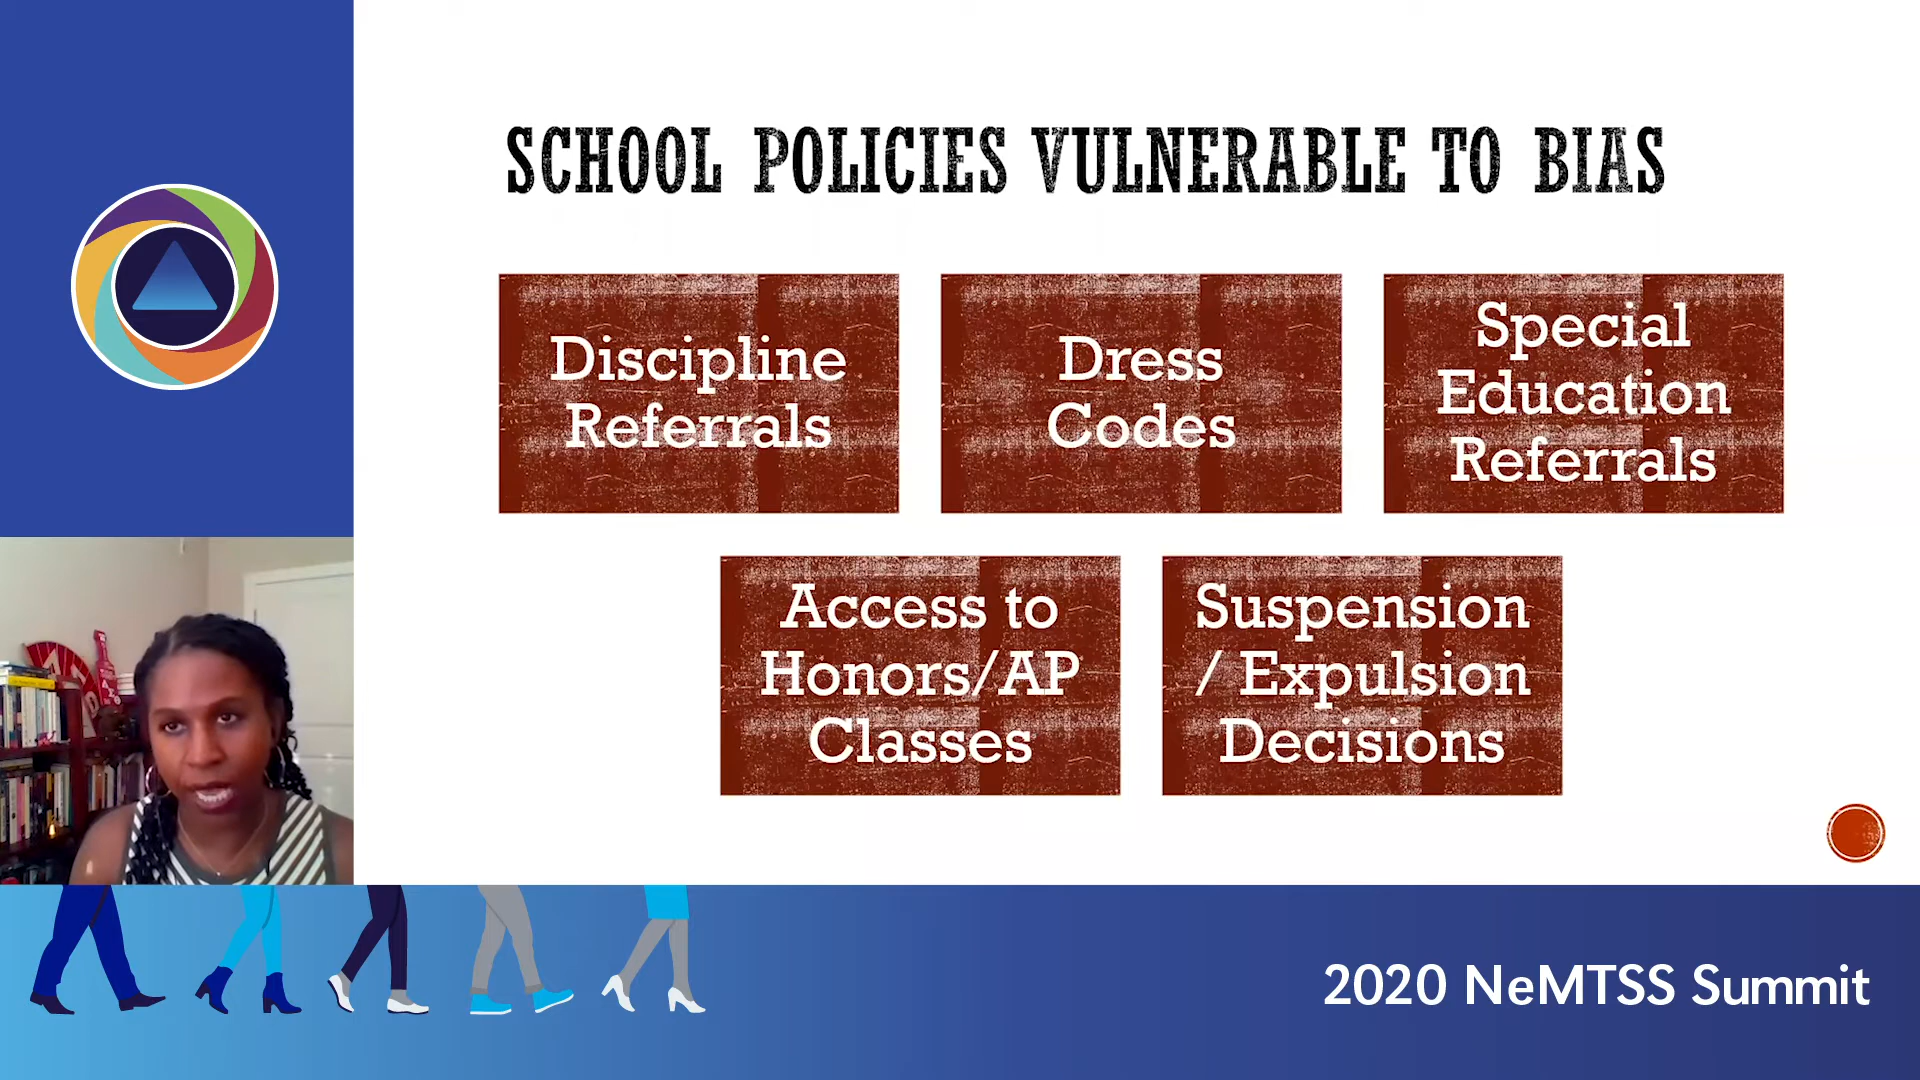 SCHOOL POLICIES VULNERABLE TO BIAS
Discipline
Referrals
Dress
Codes
Special
Education
Referrals
Access to
Honors/AP
Classes
Suspension
/ Expulsion
Decisions
2020 NeMTSS Summit